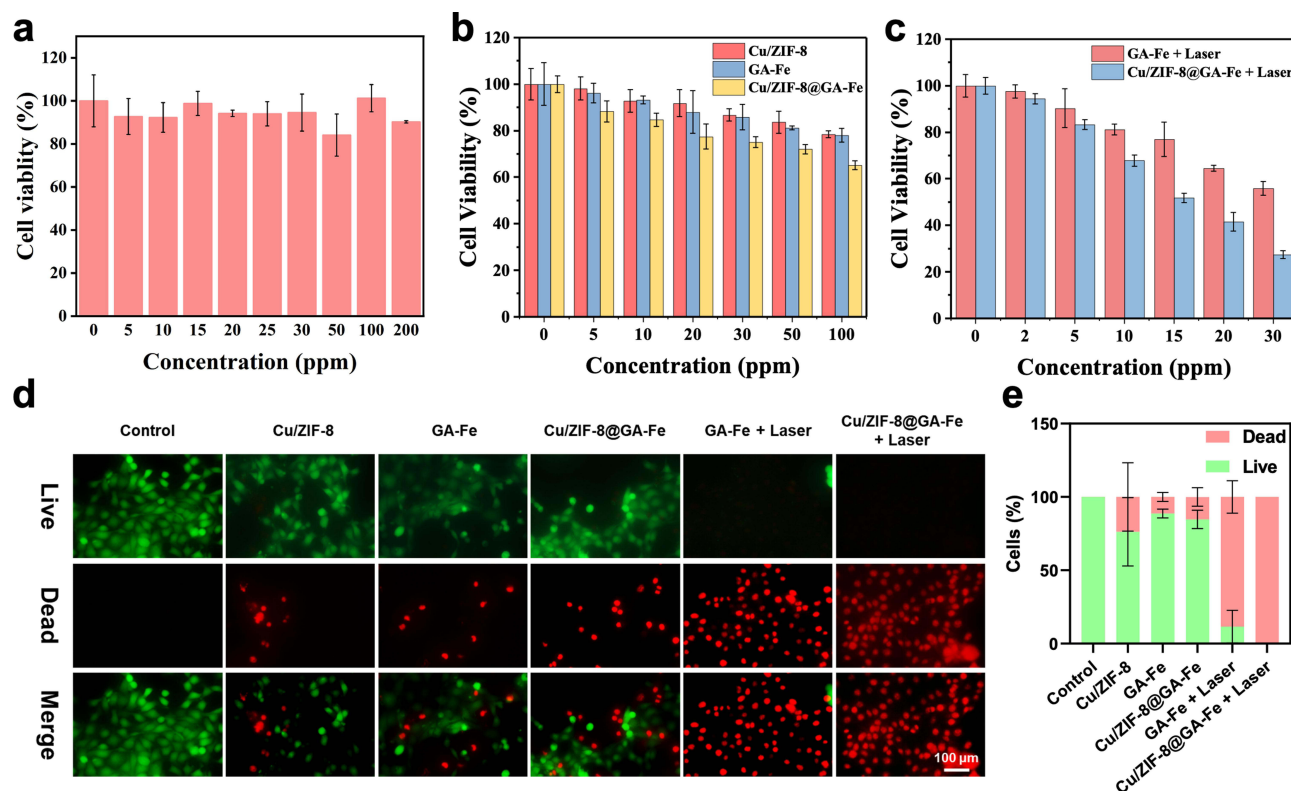 a
Cell viablity (%)
120
100
80
60
40
20
0
0 5 10 15 20 25 30 50 100 200
Concentration (ppm)
b
Cell Viability (%)
120
100
80
60
40
20
0
Cu/ZIF-8
GA-Fe
Cu/ZIF-8@GA-Fe
0 5 10 20 30 50 100
Concentration (ppm)
c
Cell Viability (%)
120
100
80
60
40
20
0
GA-Fe + Laser
Cu/ZIF-8@GA-Fe + Laser
0 2 5 10 15 20 30
Concentration (ppm)
d
Control
Cu/ZIF-8
GA-Fe
Cu/ZIF-8@GA-Fe
GA-Fe + Laser
Cu/ZIF-8@GA-Fe
+ Laser
Live
Dead
Merge
100 µm
e
Cells (%)
150
100
50
0
Dead
Live
Control
Cu/ZIF-8
GA-Fe
Cu/ZIF-8@GA-Fe
GA-Fe + Laser
Cu/ZIF-8@GA-Fe + Laser